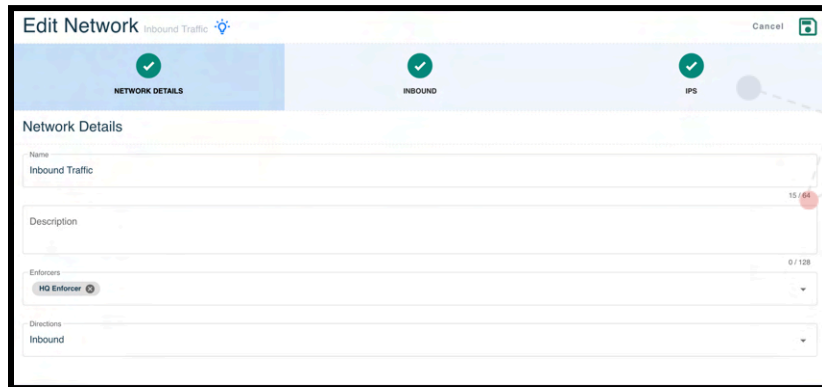 Edit Network Inbound Traffic
Cancel
NETWORK DETAILS
INBOUND
IPS
Network Details
Name
Inbound Traffic
15 / 64
Description
0 / 128
Enforcers
HQ Enforcer
Directions
Inbound